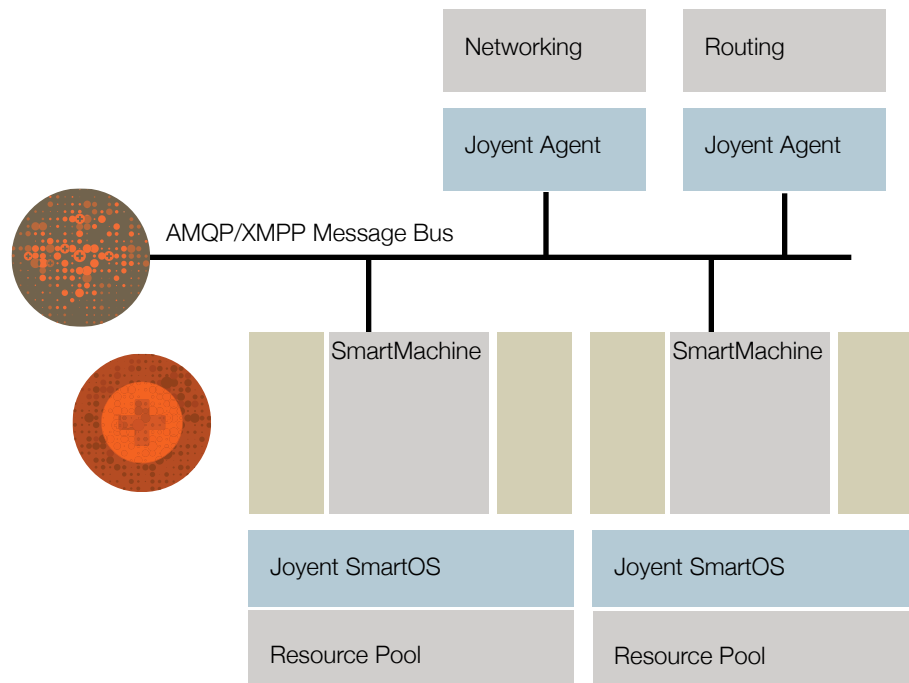 Networking
Routing
Joyent Agent
Joyent Agent
AMQP/XMPP Message Bus
SmartMachine
SmartMachine
Joyent SmartOS
Joyent SmartOS
Resource Pool
Resource Pool